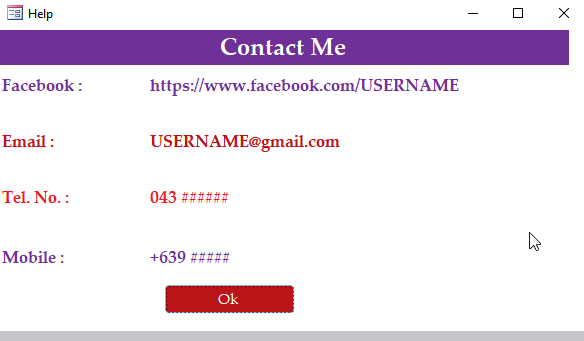 Help
Contact Me
Facebook : https://www.facebook.com/USERNAME
Email : USERNAME@gmail.com
Tel. No. : 043 ######
Mobile : +639 #####
Ok